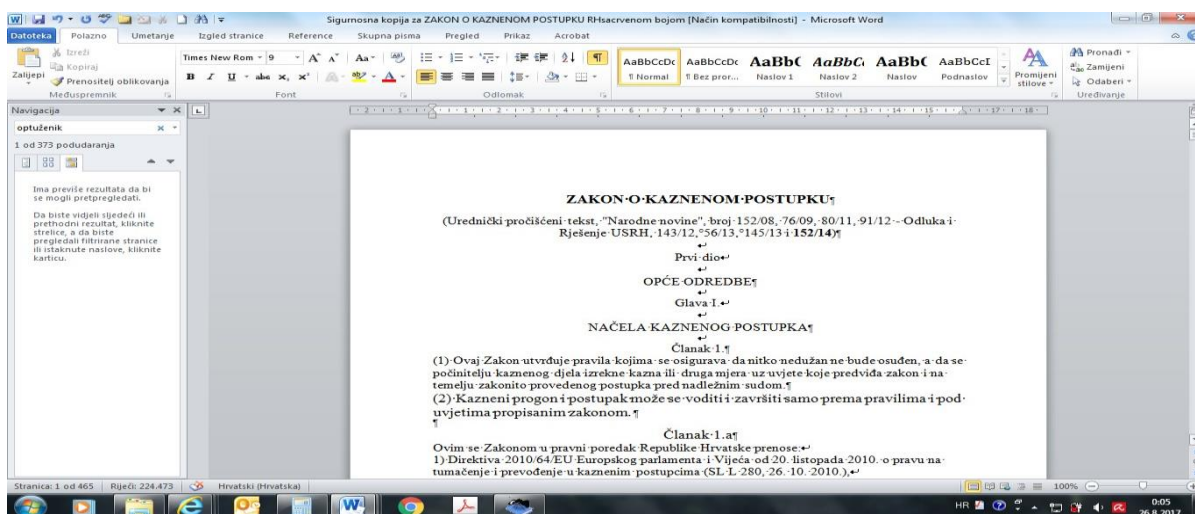 Sigurnosna kopija za ZAKON O KAZNENOM POSTUPKU RHsacrvenom bojom [Način kompatibilnosti] - Microsoft Word
Datoteka Polazno Umetanje Izgled stranice Reference Skupna pisma Pregled Prikaz Acrobat
Zalijepi
Izreži
Kopiraj
Prenositelj oblikovanja
Međuspremnik
Times New Rom 9
Font
Odlomak
AaBbCcDc AaBbCcDc AaBbC AaBbCc AaBbC AaBbCcI
¶ Normal ¶ Bez pror... Naslov 1 Naslov 2 Naslov Podnaslov
Promijeni stilove
Stilovi
Pronađi
Zamijeni
Odaberi
Uređivanje
Navigacija
optuženik
1 od 373 podudaranja
Ima previše rezultata da bi
se mogli pretpregledati.
Da biste vidjeli sljedeći ili
prethodni rezultat, kliknite
strelice, a da biste
pregledali filtrirane stranice
ili istaknute naslove, kliknite
karticu.
ZAKON O KAZNENOM POSTUPKU
(Urednički pročišćeni tekst, "Narodne novine", broj 152/08, 76/09, 80/11, 91/12 - Odluka i
Rješenje USRH, 143/12, 56/13, 145/13 i 152/14)
Prvi dio
OPĆE ODREDBE
Glava I.
NAČELA KAZNENOG POSTUPKA
Članak 1.
(1) Ovaj Zakon utvrđuje pravila kojima se osigurava da nitko nedužan ne bude osuđen, a da se
počinitelju kaznenog djela izrekne kazna ili druga mjera uz uvjete koje predviđa zakon i na
temelju zakonito provedenog postupka pred nadležnim sudom.
(2) Kazneni progon i postupak može se voditi i završiti samo prema pravilima i pod
uvjetima propisanim zakonom.
Članak 1.a
Ovim se Zakonom u pravni poredak Republike Hrvatske prenose:
1) Direktiva 2010/64/EU Europskog parlamenta i Vijeća od 20. listopada 2010. o pravu na
tumačenje i prevođenje u kaznenim postupcima (SL L 280, 26. 10. 2010.),
Stranica: 1 od 465 Riječi: 224.473 Hrvatski (Hrvatska) 100%
HR 0:05
26.8.2017